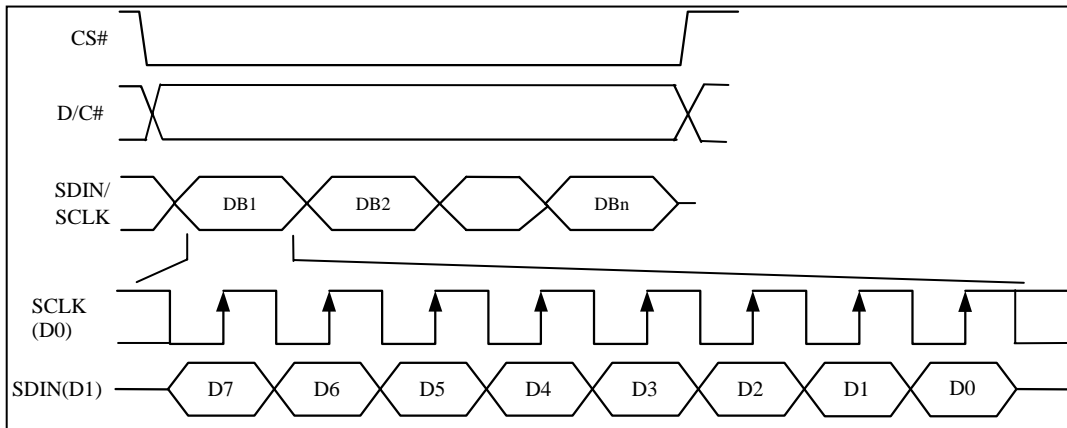 CS#
D/C#
SDIN/
SCLK
DB1 DB2 DBn
SCLK
(D0)
SDIN(D1) D7 D6 D5 D4 D3 D2 D1 D0